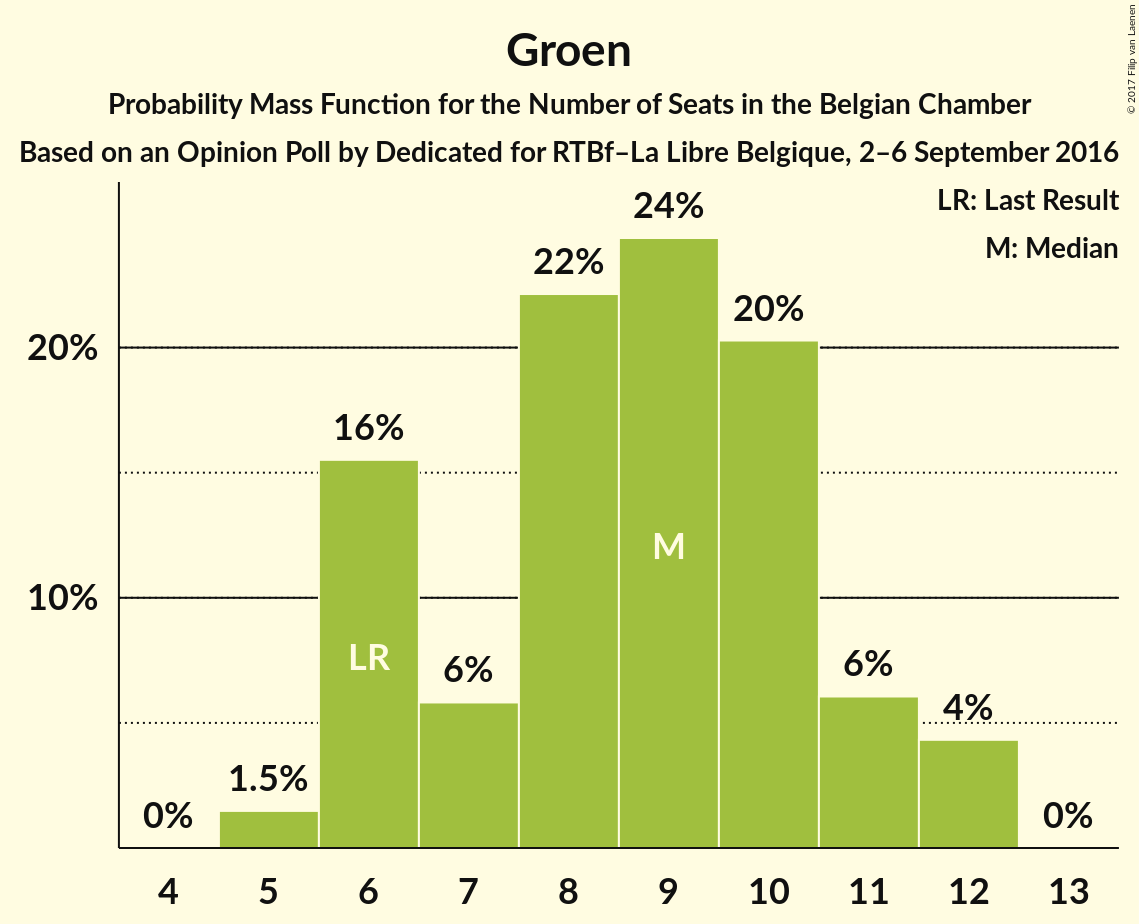 Groen
Probability Mass Function for the Number of Seats in the Belgian Chamber
Based on an Opinion Poll by Dedicated for RTBf–La Libre Belgique, 2–6 September 2016
© 2017 Filip van Laenen
LR: Last Result
M: Median
24%
22%
20%
20%
16%
M
10%
LR
6%
6%
4%
1.5%
0%
0%
4 5 6 7 8 9 10 11 12 13